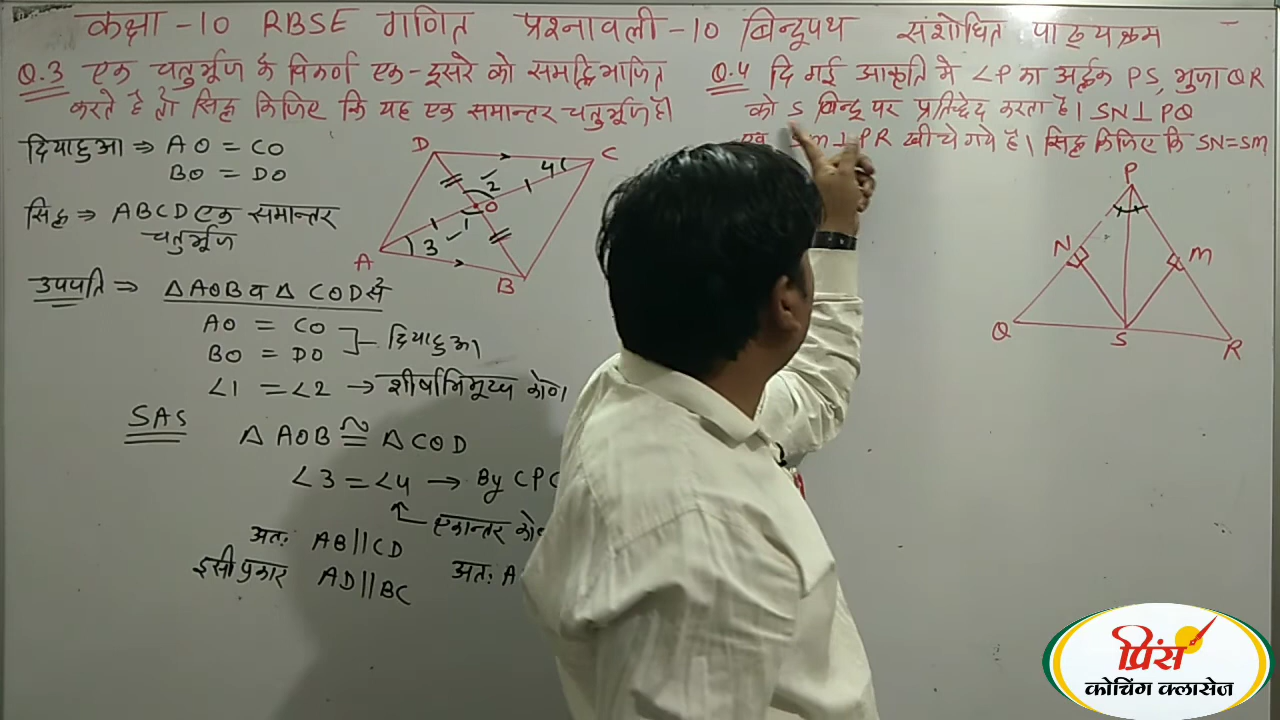 कक्षा -10 RBSE गणित प्रश्नावली -10 बिन्दूपथ संशोधित पाठ्यक्रम
Q.3 एक चतुर्भूज के विकर्ण एक-दूसरे को समद्विभाजित
करते है तो सिद्ध किजिए कि यह एक समान्तर चतुर्भूज है।
दिया हुआ ⇒ AO = CO
BO = DO
सिद्ध ⇒ ABCD एक समान्तर
चतुर्भूज
उपपति ⇒ △AOB व △ COD से
AO = CO
BO = DO
दिया हुआ
∠1 = ∠2 → शीर्षाभिमूख्य कोण
SAS
△ AOB ≅ △ COD
∠3 = ∠4 → By CPC
एकान्तर
अतः AB||CD
इसी प्रकार AD||BC
अतः A
D
C
4
2
O
1
3
A
B
Q.4 दि गई आकृति मे ∠P का अर्द्धक PS, भुजा QR
को S बिन्दू पर प्रतिच्छेद करता है। SN⊥ PQ
SM⊥PR खीचे गये है। सिद्ध किजिए कि SN=SM
P
N
M
Q
S
R
प्रिंस
कोचिंग क्लासेज